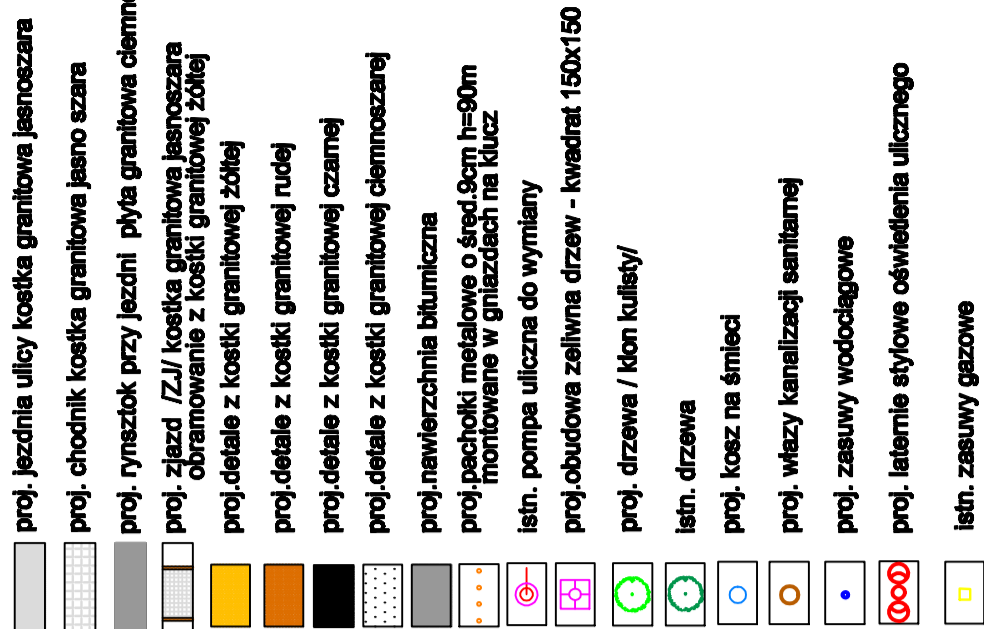 proj. jezdnia ulicy kostka granitowa jasnoszara
proj. chodnik kostka granitowa jasno szara
proj. rynsztok przy jezdni płyta granitowa
proj. zjazd /ZJ/ kostka granitowa jasnoszara
obramowanie z kostki granitowej żółtej
proj.detale z kostki granitowej żółtej
proj.detale z kostki granitowej rudej
proj.detale z kostki granitowej czarnej
proj.detale z kostki granitowej ciemnoszarej
proj.nawierzchnia bitumiczna
proj.pachołki metalowe o śred.9cm h=90m
montowane w gniazdach na klucz
istn. pompa uliczna do wymiany
proj.obudowa zeliwna drzew - kwadrat 150x150
proj. drzewa / klon kulisty/
istn. drzewa
proj. kosz na śmieci
proj. włazy kanalizacji sanitarnej
proj. zasuwy wodociągowe
proj. laternie stylowe oświetlenia ulicznego
istn. zasuwy gazowe